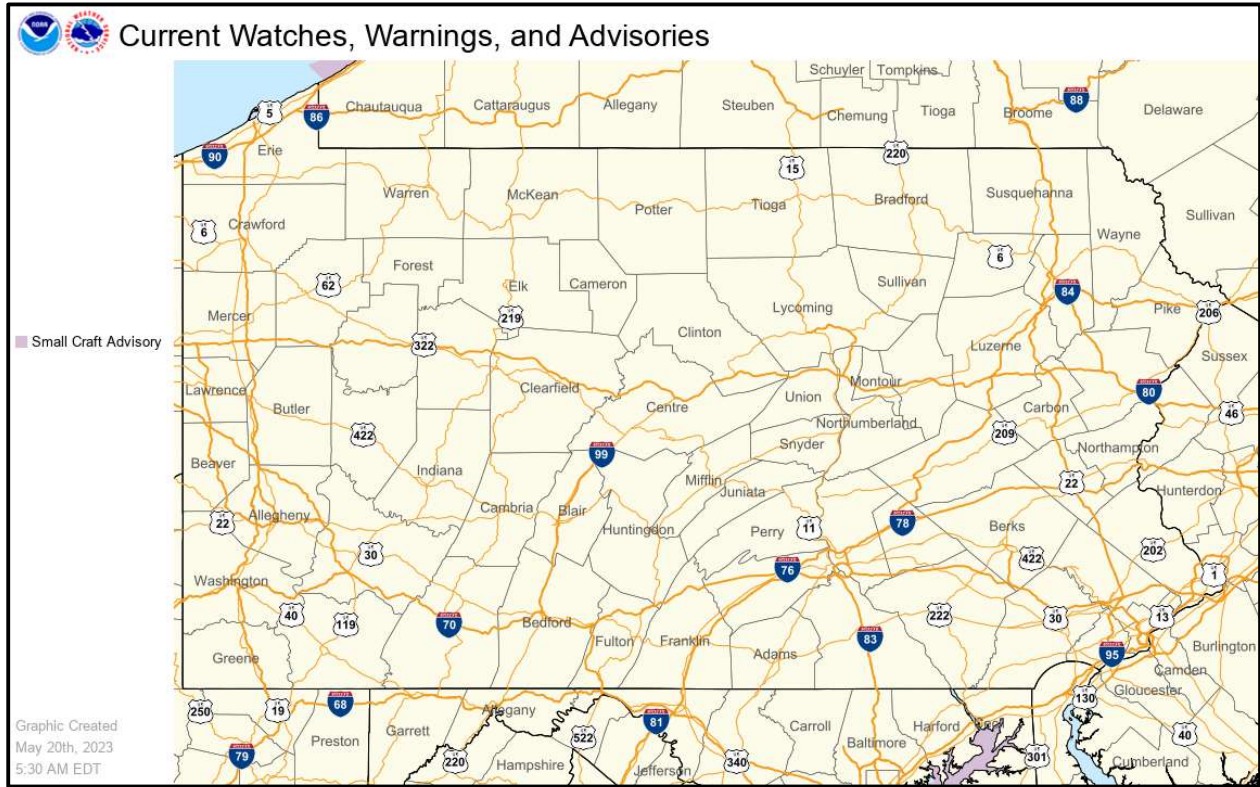 Current Watches, Warnings, and Advisories
Schuyler Tompkins
5 Chautauqua Cattaraugus Allegany Steuben Chemung Tioga Broome 88 Delaware
86
90 Erie
220
15
Warren McKean Potter Tioga Bradford Susquehanna
6 Crawford Sullivan
Wayne
Forest 6
62 Elk Cameron Sullivan 84
Mercer 219 Lycoming Pike 206
Clinton
Small Craft Advisory
322 Luzerne Sussex
Lawrence Clearfield Montour 80
Butler Centre Union Carbon 46
422 Northumberland 209
99 Snyder Northampton
Beaver Indiana Mifflin 22
Juniata Hunterdon
22 Allegheny Cambria Blair Huntingdon Perry 11 78 Berks
30 422 202
76 1
Washington
40 119 70 Bedford 222 30 13
Fulton Franklin Adams 83 95 Burlington
Greene Camden
Gloucester
130
250 19 68 Allegany
Garrett 81 Carroll Harford 40
Graphic Created
May 20th, 2023
5:30 AM EDT
79 Preston 220 Hampshire 522 Jefferson 340 Baltimore 301 Cumberland